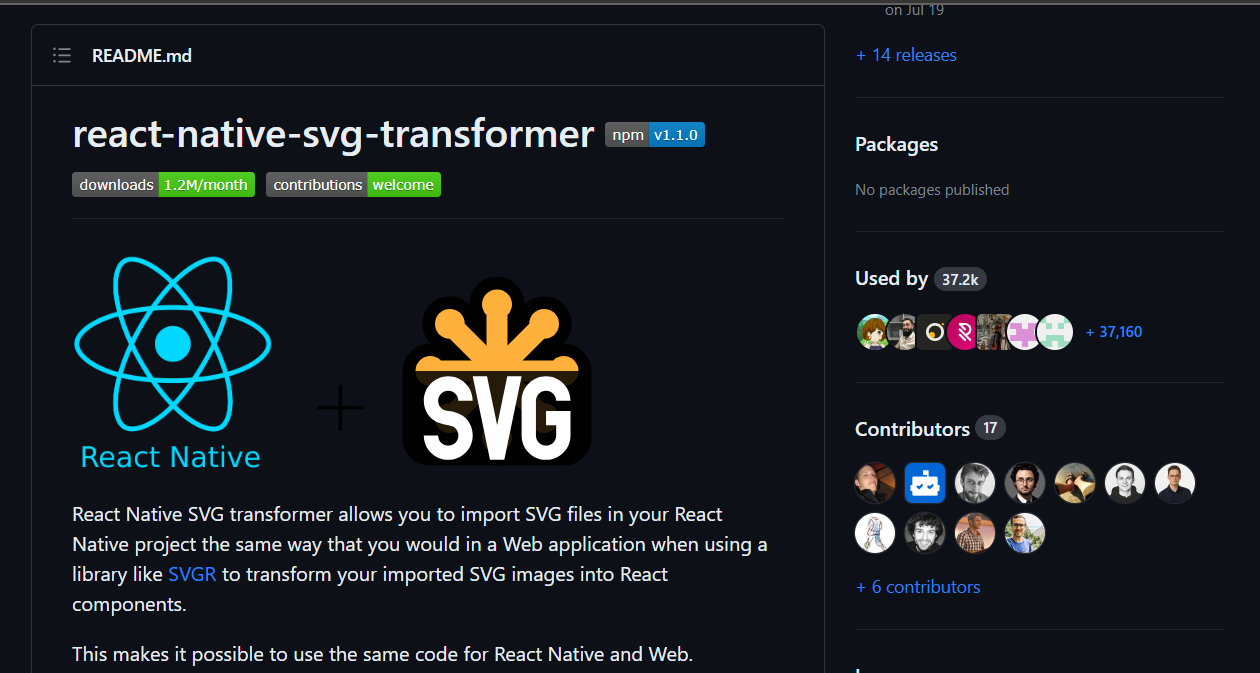 on Jul 19
+ 14 releases
README.md
react-native-svg-transformer npm v1.1.0
downloads 1.2M/month contributions welcome
React Native
SVG
React Native SVG transformer allows you to import SVG files in your React
Native project the same way that you would in a Web application when using a
library like SVGR to transform your imported SVG images into React
components.
This makes it possible to use the same code for React Native and Web.
Packages
No packages published
Used by 37.2k
+ 37,160
Contributors 17
+ 6 contributors